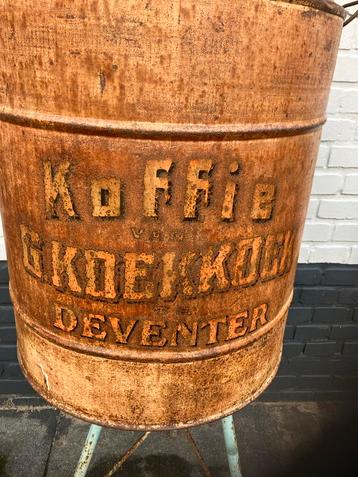 Koffie
VAN
G.KOEKKOEK
DEVENTER